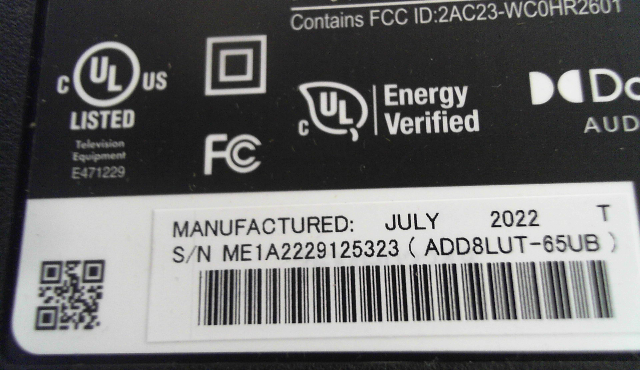 Contains FCC ID:2AC23-WC0HR2601
C UL US
LISTED
Television
Equipment
E471229
FC
C UL
Energy
Verified
AUD
MANUFACTURED: JULY 2022 T
S/N ME1A2229125323 ( ADD8LUT-65UB )